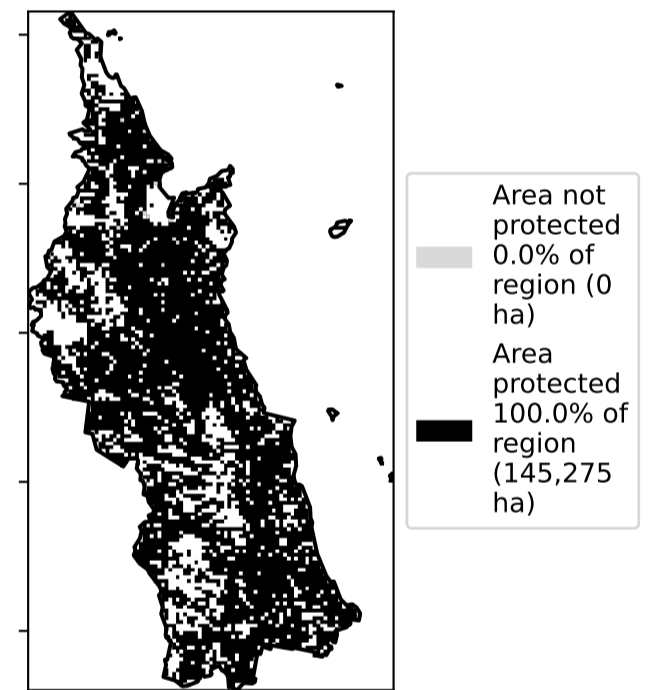 Area not
protected
0.0% of
region (0
ha)
Area
protected
100.0% of
region
(145,275
ha)